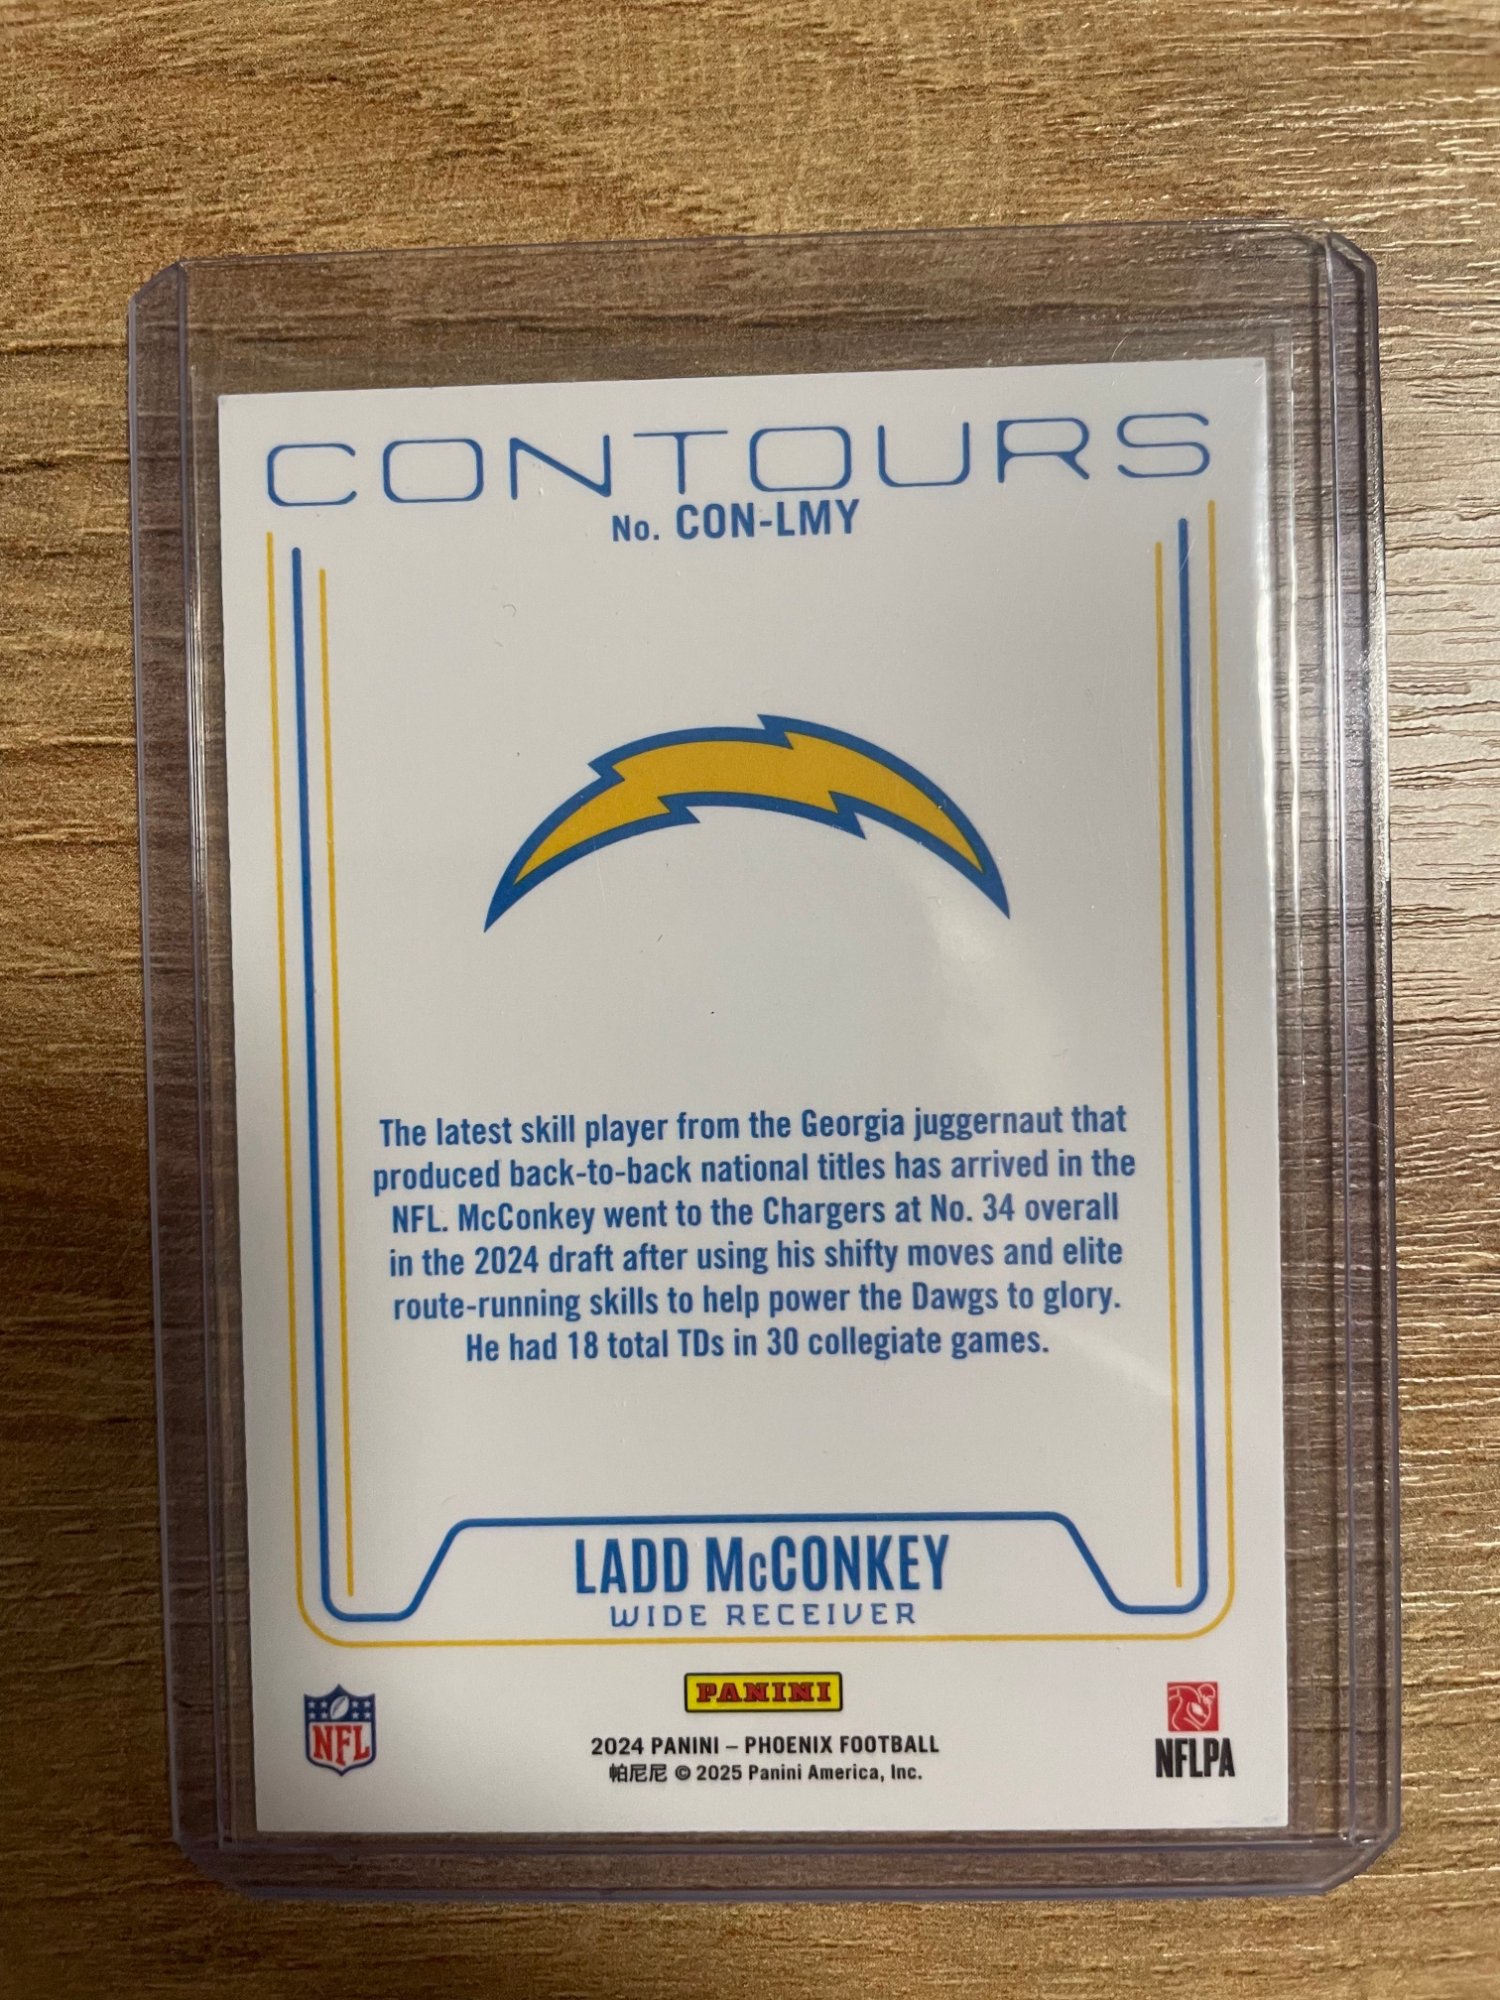 CONTOURS
No. CON-LMY
The latest skill player from the Georgia juggernaut that
produced back-to-back national titles has arrived in the
NFL. McConkey went to the Chargers at No. 34 overall
in the 2024 draft after using his shifty moves and elite
route-running skills to help power the Dawgs to glory.
He had 18 total TDs in 30 collegiate games.
LADD McCONKEY
WIDE RECEIVER
NFL
PANINI
NFLPA
2024 PANINI – PHOENIX FOOTBALL
帕尼尼 © 2025 Panini America, Inc.